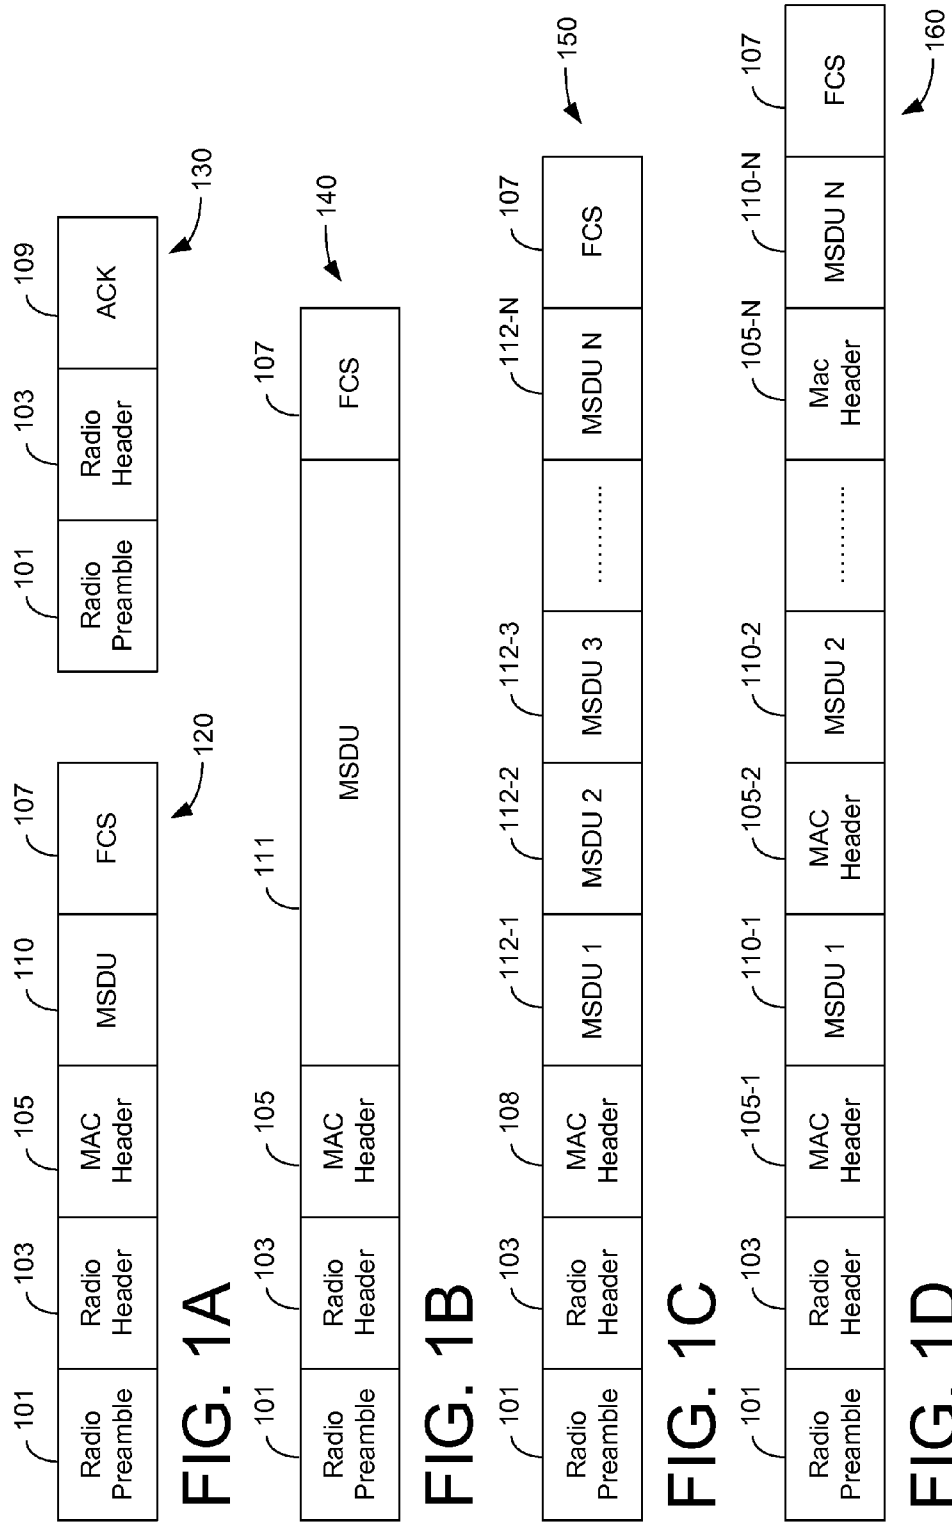 101 103 105 110 107 101 103 109
Radio Preamble Radio Header MAC Header MSDU FCS Radio Preamble Radio Header ACK
120 130
FIG. 1A
101 103 105 111 107 140
Radio Preamble Radio Header MAC Header MSDU FCS
FIG. 1B
101 103 108 112-1 112-2 112-3 112-N 107 150
Radio Preamble Radio Header MAC Header MSDU 1 MSDU 2 MSDU 3 ............ MSDU N FCS
FIG. 1C
101 103 105-1 110-1 105-2 110-2 105-N 110-N 107
Radio Preamble Radio Header MAC Header MSDU 1 MAC Header MSDU 2 ............ Mac Header MSDU N FCS
160
FIG. 1D